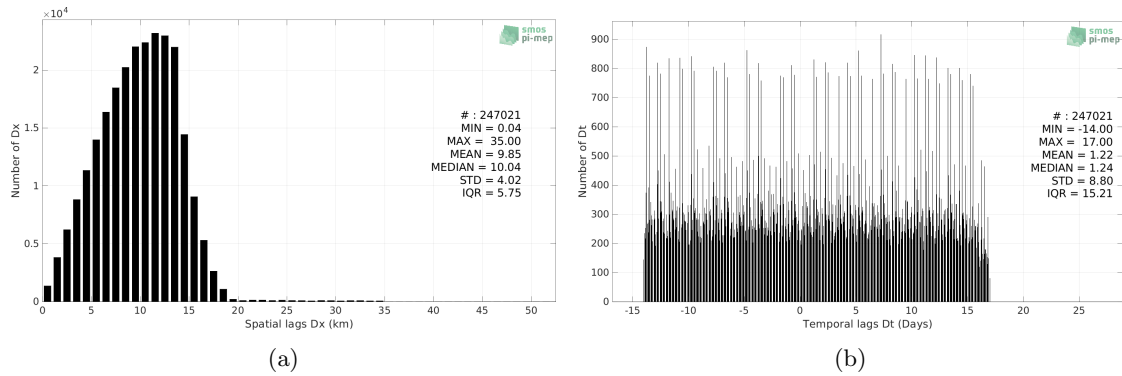 ×10⁴
2
1.5
1
0.5
0
Number of Dx
0 5 10 15 20 25 30 35 40 45 50
Spatial lags Dx (km)
smos
pi-mep
# : 247021
MIN = 0.04
MAX = 35.00
MEAN = 9.85
MEDIAN = 10.04
STD = 4.02
IQR = 5.75
(a)
900
800
700
600
500
400
300
200
100
0
Number of Dt
-15 -10 -5 0 5 10 15 20 25
Temporal lags Dt (Days)
smos
pi-mep
# : 247021
MIN = -14.00
MAX = 17.00
MEAN = 1.22
MEDIAN = 1.24
STD = 8.80
IQR = 15.21
(b)